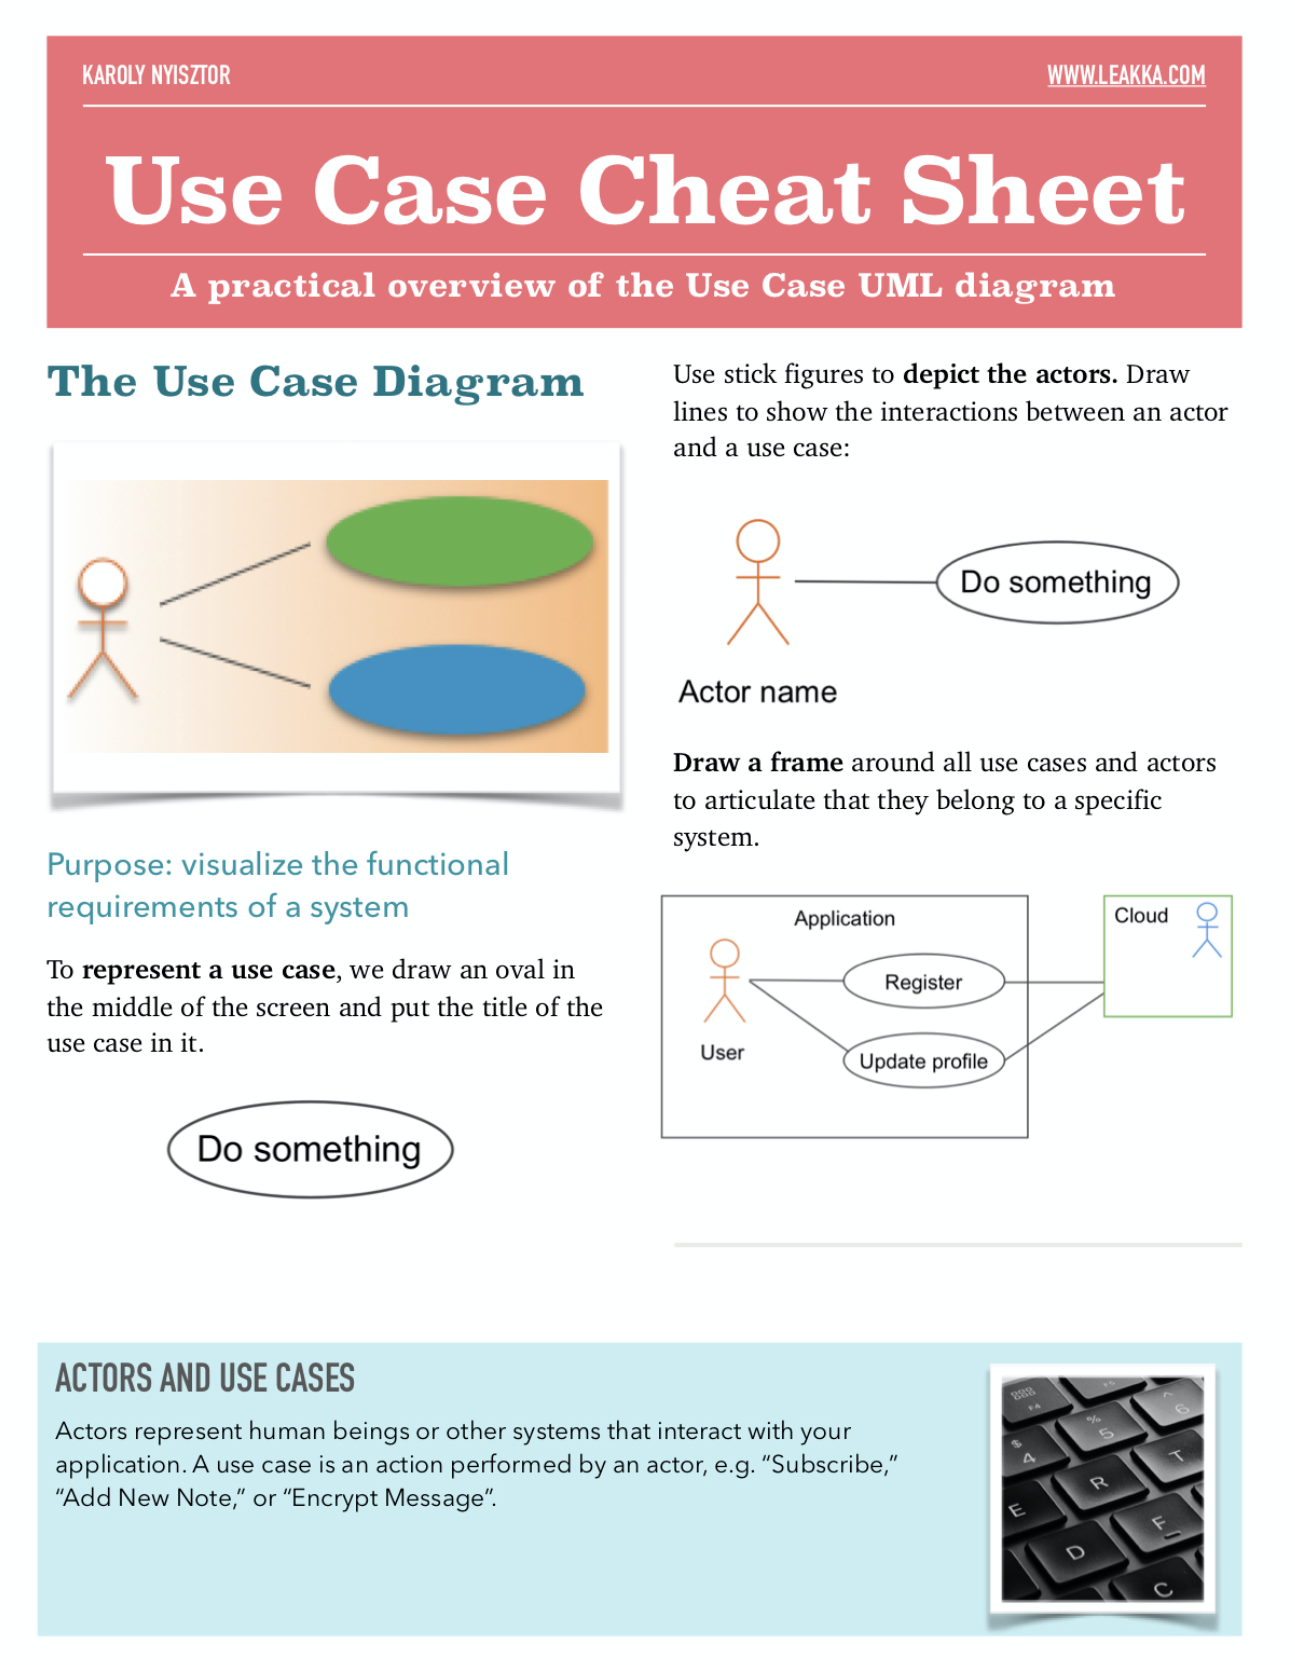 KAROLY NYISZTOR
WWW.LEAKKA.COM
Use Case Cheat Sheet
A practical overview of the Use Case UML diagram
The Use Case Diagram
Purpose: visualize the functional
requirements of a system
To represent a use case, we draw an oval in
the middle of the screen and put the title of the
use case in it.
Do something
Use stick figures to depict the actors. Draw
lines to show the interactions between an actor
and a use case:
Do something
Actor name
Draw a frame around all use cases and actors
to articulate that they belong to a specific
system.
Application
Cloud
Register
User
Update profile
ACTORS AND USE CASES
Actors represent human beings or other systems that interact with your
application. A use case is an action performed by an actor, e.g. “Subscribe,”
“Add New Note,” or “Encrypt Message”.
F4
F5
^
6
%
5
$
4
T
R
E
F
D
C